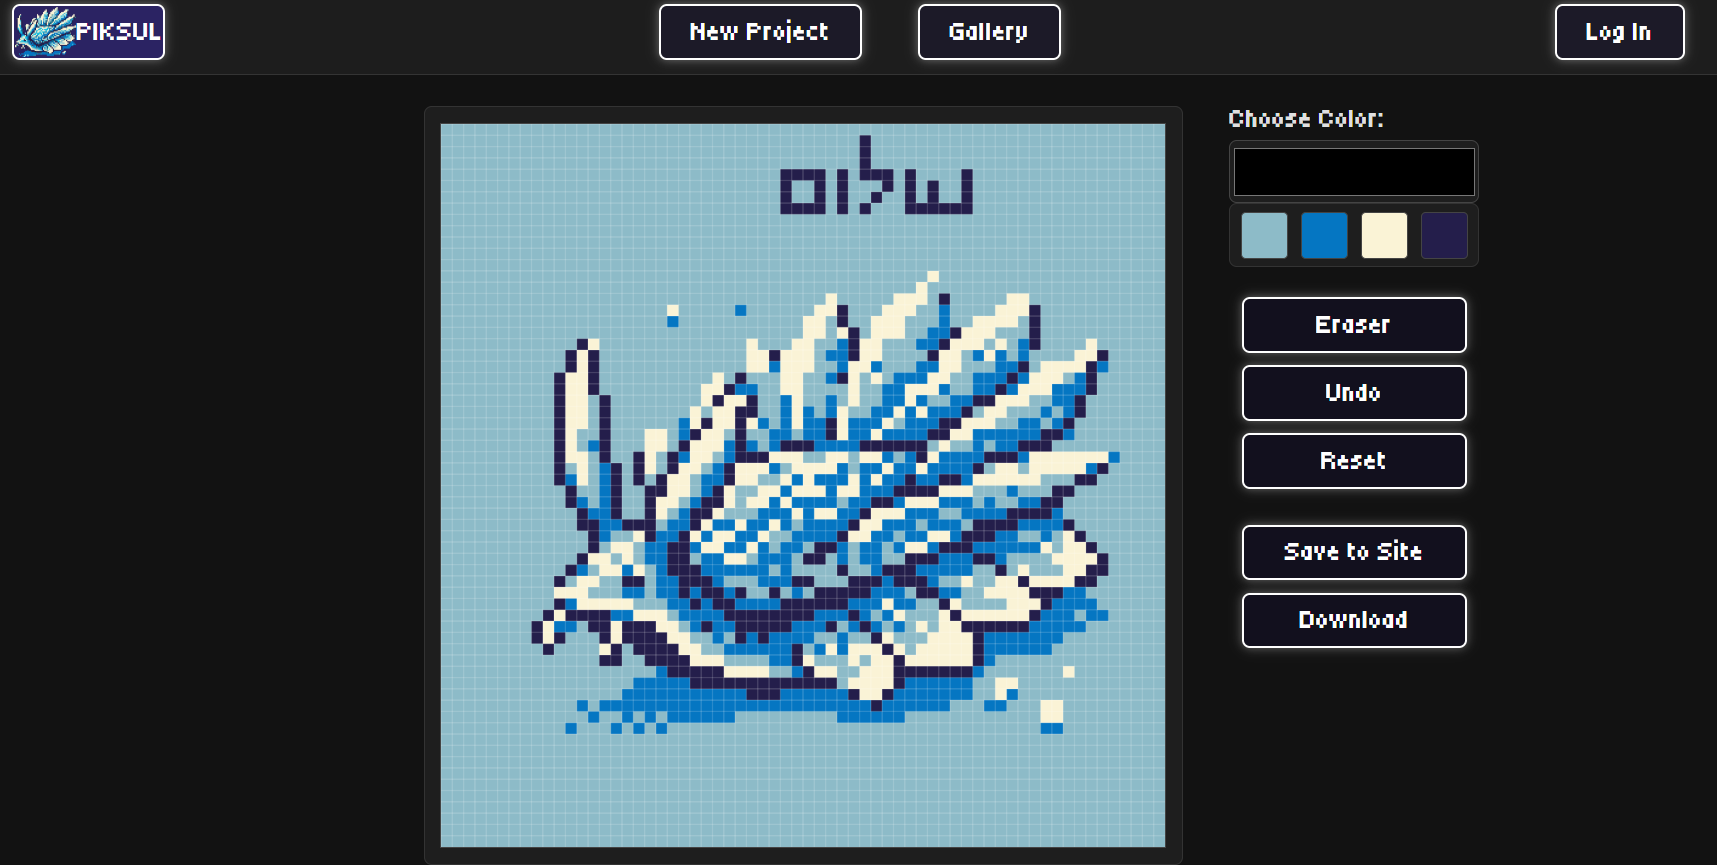 PIKSUL
New Project
Gallery
Log In
Choose Color:
שלום
Eraser
Undo
Reset
Save to Site
Download